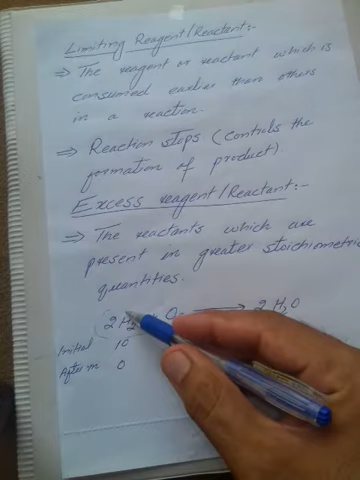 Limiting Reagent/Reactant:-
⇒ The reagent or reactant which is
consumed earlier than others
in a reaction.
⇒ Reaction stops (controls the
formation of product).
Excess reagent/Reactant:-
⇒ The reactants which are
present in greater stoichiometric
quantities.
2H2 + O2 → 2H2O
Initial 10
After rn 0